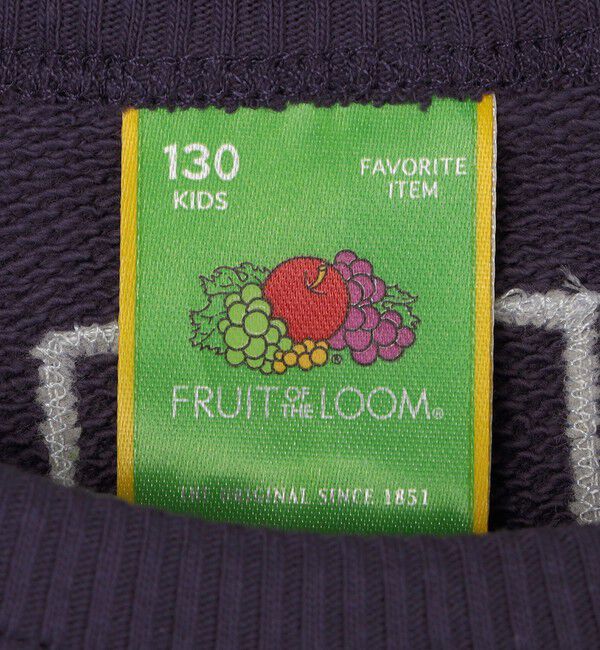 130
KIDS
FAVORITE
ITEM
FRUIT OF THE LOOM®
THE ORIGINAL SINCE 1851